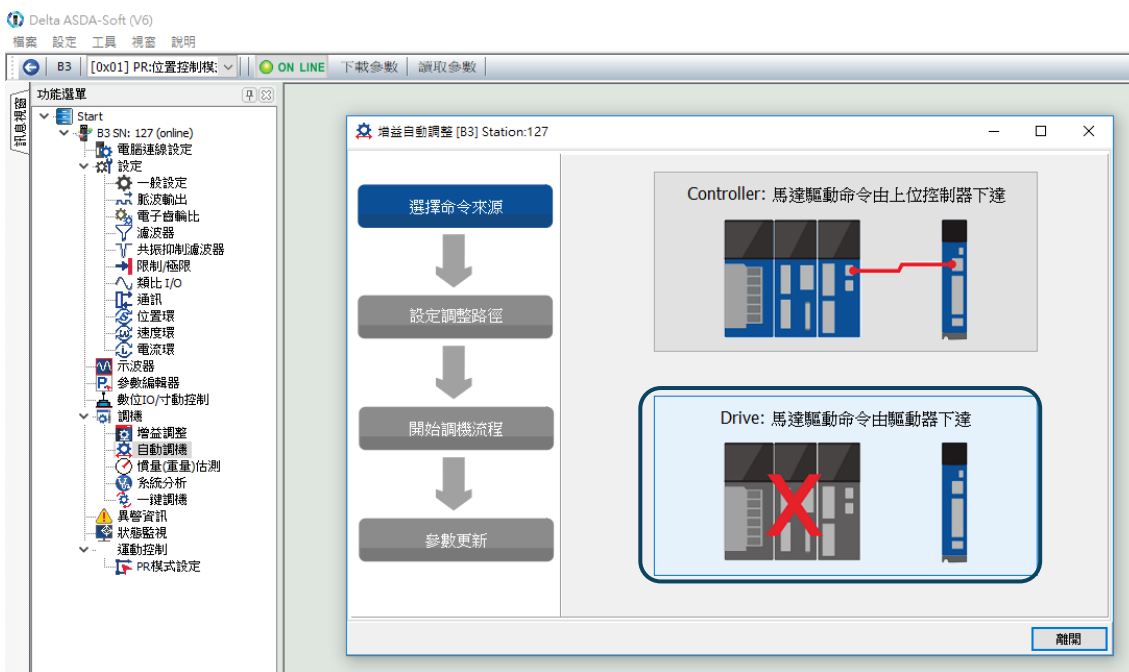 Delta ASDA-Soft (V6)
檔案 設定 工具 視窗 說明
B3 [0x01] PR:位置控制模: ON LINE 下載參數 讀取參數
訊息視窗
功能選單
Start
B3 SN: 127 (online)
電腦連線設定
設定
一般設定
脈波輸出
電子齒輪比
濾波器
共振抑制濾波器
限制/極限
類比 I/O
通訊
位置環
速度環
電流環
示波器
參數編輯器
數位IO/寸動控制
調機
增益調整
自動調機
慣量(重量)估測
系統分析
一鍵調機
異警資訊
狀態監視
運動控制
PR模式設定
增益自動調整 [B3] Station:127
選擇命令來源
設定調整路徑
開始調機流程
參數更新
Controller: 馬達驅動命令由上位控制器下達
Drive: 馬達驅動命令由驅動器下達
離開